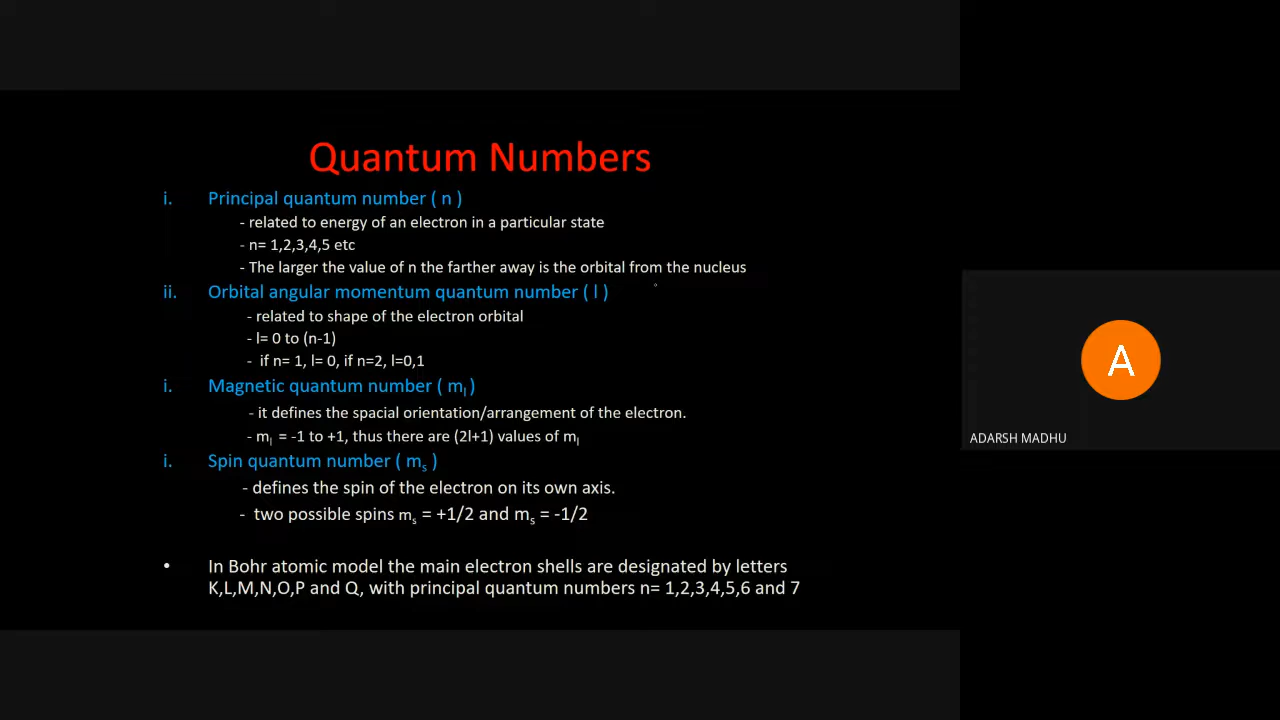 Quantum Numbers
i. Principal quantum number ( n )
- related to energy of an electron in a particular state
- n= 1,2,3,4,5 etc
- The larger the value of n the farther away is the orbital from the nucleus
ii. Orbital angular momentum quantum number ( l )
- related to shape of the electron orbital
- l= 0 to (n-1)
- if n= 1, l= 0, if n=2, l=0,1
i. Magnetic quantum number ( ml )
- it defines the spacial orientation/arrangement of the electron.
- ml = -1 to +1, thus there are (2l+1) values of ml
i. Spin quantum number ( ms )
- defines the spin of the electron on its own axis.
- two possible spins ms = +1/2 and ms = -1/2
• In Bohr atomic model the main electron shells are designated by letters
K,L,M,N,O,P and Q, with principal quantum numbers n= 1,2,3,4,5,6 and 7
A
ADARSH MADHU